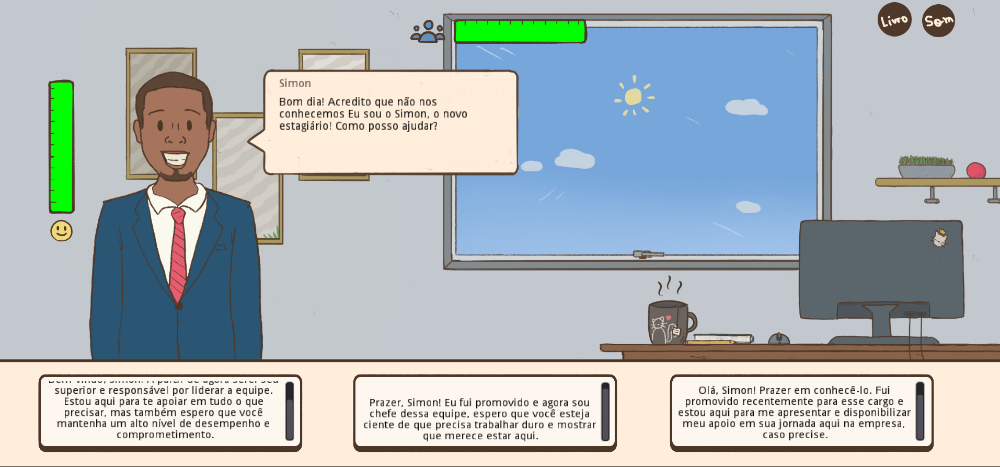 Livro
Som
Simon
Bom dia! Acredito que não nos
conhecemos Eu sou o Simon, o novo
estagiário! Como posso ajudar?
superior e responsável por liderar a equipe.
Estou aqui para te apoiar em tudo o que
precisar, mas também espero que você
mantenha um alto nível de desempenho e
comprometimento.
Prazer, Simon! Eu fui promovido e agora sou
chefe dessa equipe, espero que você esteja
ciente de que precisa trabalhar duro e mostrar
que merece estar aqui.
Olá, Simon! Prazer em conhecê-lo. Fui
promovido recentemente para esse cargo e
estou aqui para me apresentar e disponibilizar
meu apoio em sua jornada aqui na empresa,
caso precise.